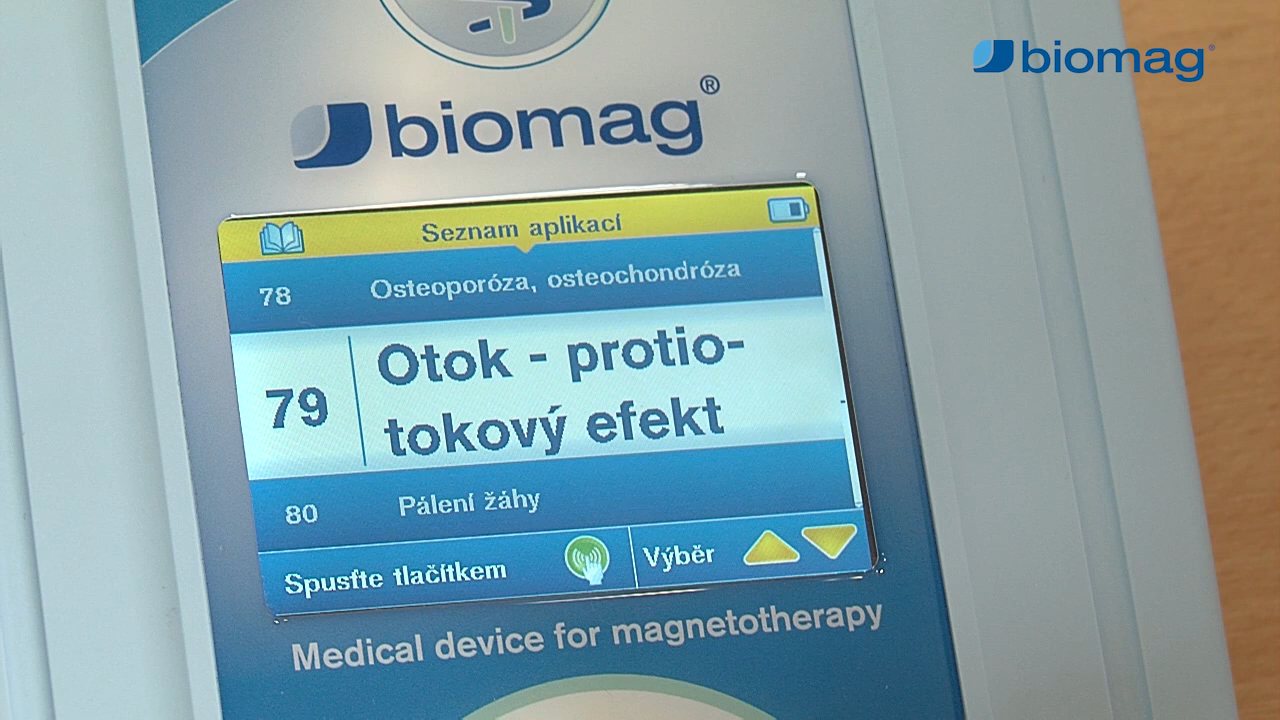 biomag®
biomag®
Seznam aplikací
78 Osteoporóza, osteochondróza
79 Otok - protio-
tokový efekt
80 Pálení žáhy
Spusťte tlačítkem Výběr
Medical device for magnetotherapy